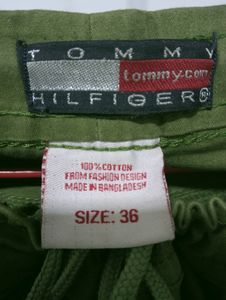 TOMMY
tommy.com
HILFIGER®
100% COTTON
FROM FASHION DESIGN
MADE IN BANGLADESH
SIZE: 36